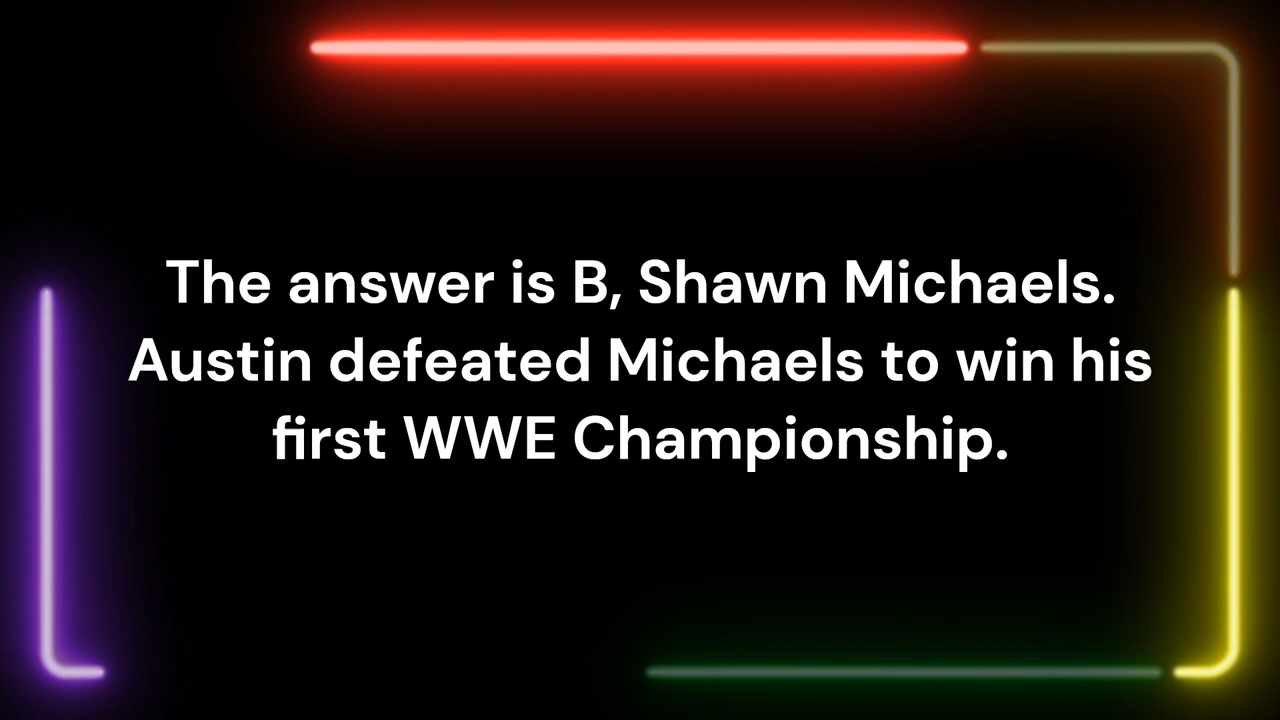 The answer is B, Shawn Michaels.
Austin defeated Michaels to win his
first WWE Championship.